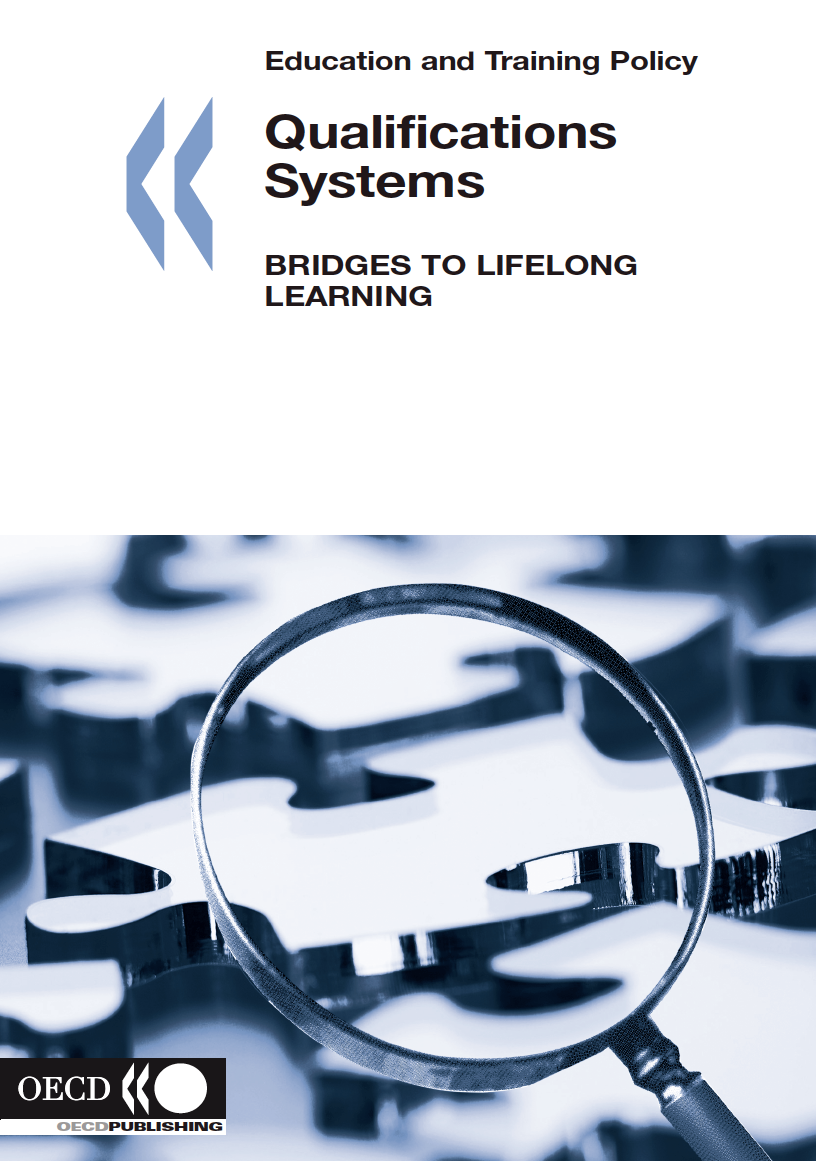 Education and Training Policy
Qualifications
Systems
BRIDGES TO LIFELONG
LEARNING
OECD
OECDPUBLISHING